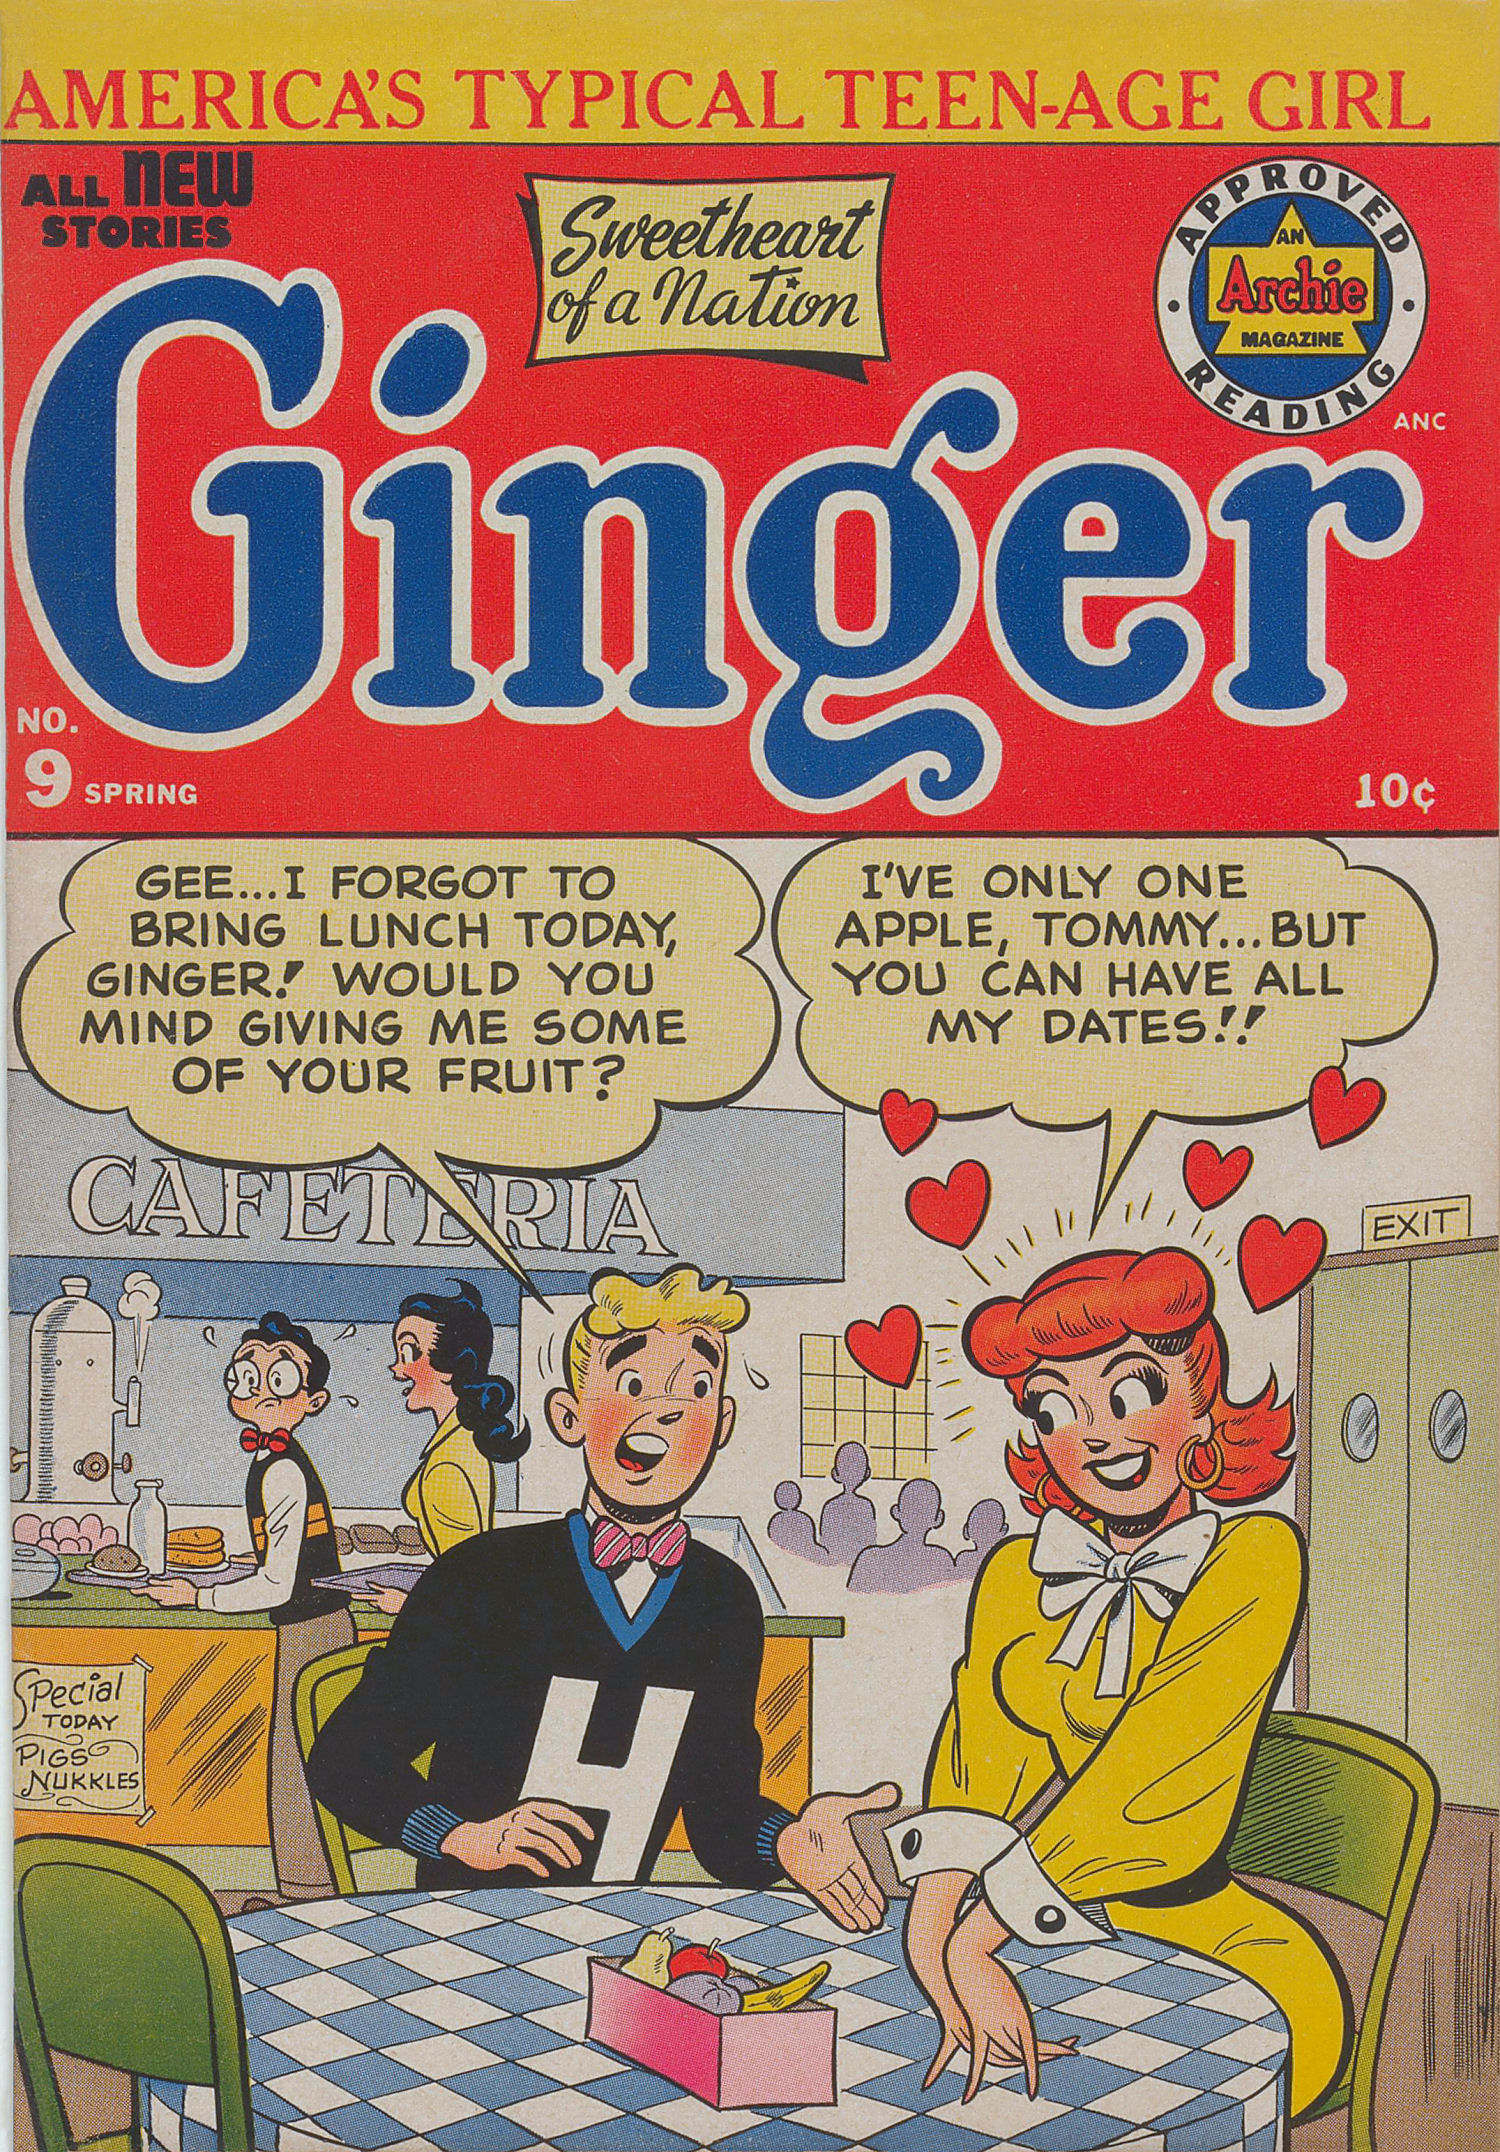 AMERICA'S TYPICAL TEEN-AGE GIRL
ALL NEW
STORIES
Sweetheart
of a Nation
APPROVED
AN
Archie
MAGAZINE
READING
ANC
Ginger
NO.
9 SPRING
10¢
GEE...I FORGOT TO
BRING LUNCH TODAY,
GINGER! WOULD YOU
MIND GIVING ME SOME
OF YOUR FRUIT?
I'VE ONLY ONE
APPLE, TOMMY...BUT
YOU CAN HAVE ALL
MY DATES!!
CAFETERIA
EXIT
H
Special
TODAY
PIGS
NUKKLES